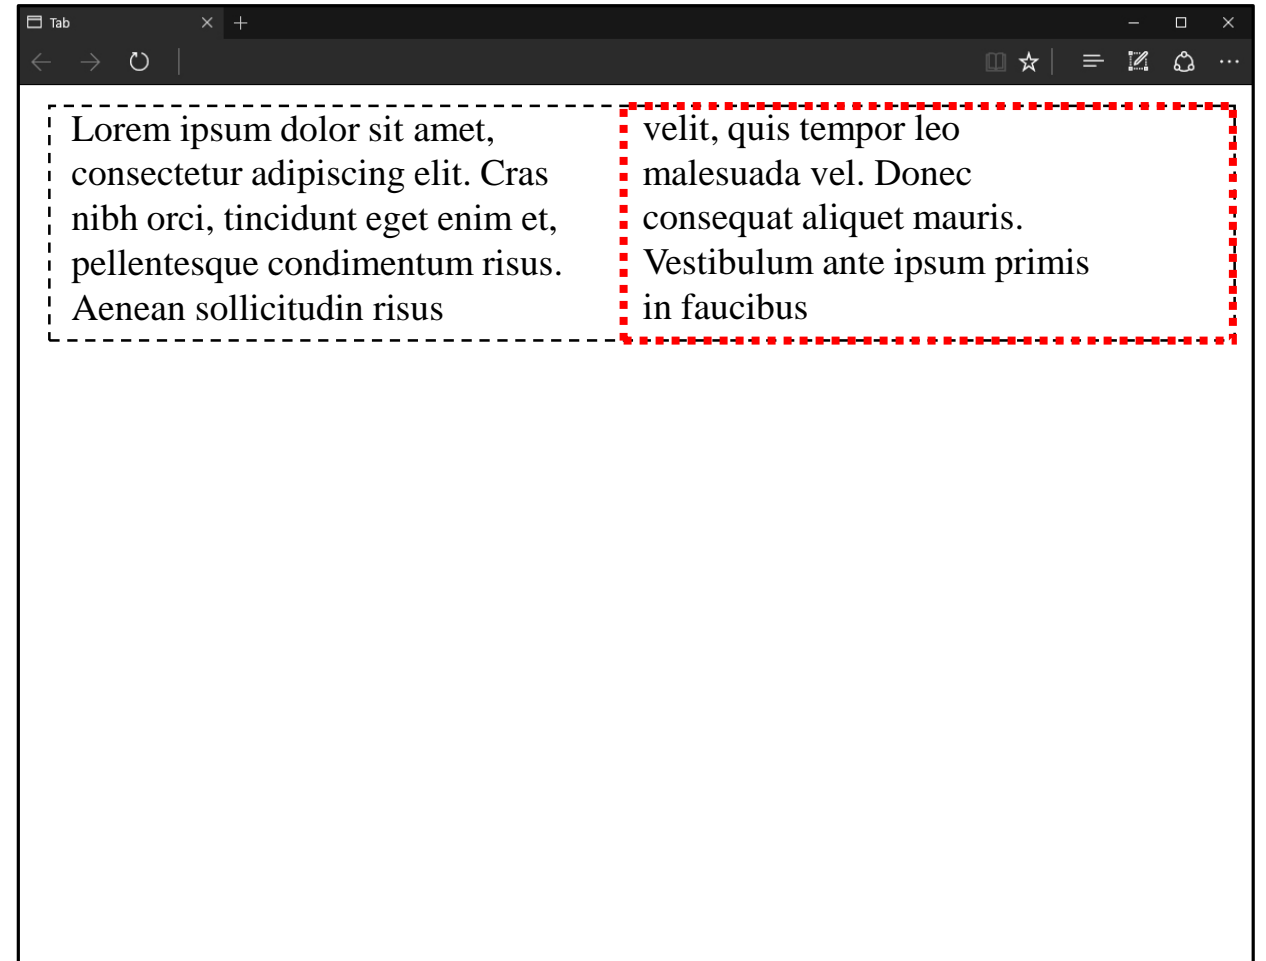 Tab
Lorem ipsum dolor sit amet,
consectetur adipiscing elit. Cras
nibh orci, tincidunt eget enim et,
pellentesque condimentum risus.
Aenean sollicitudin risus
velit, quis tempor leo
malesuada vel. Donec
consequat aliquet mauris.
Vestibulum ante ipsum primis
in faucibus